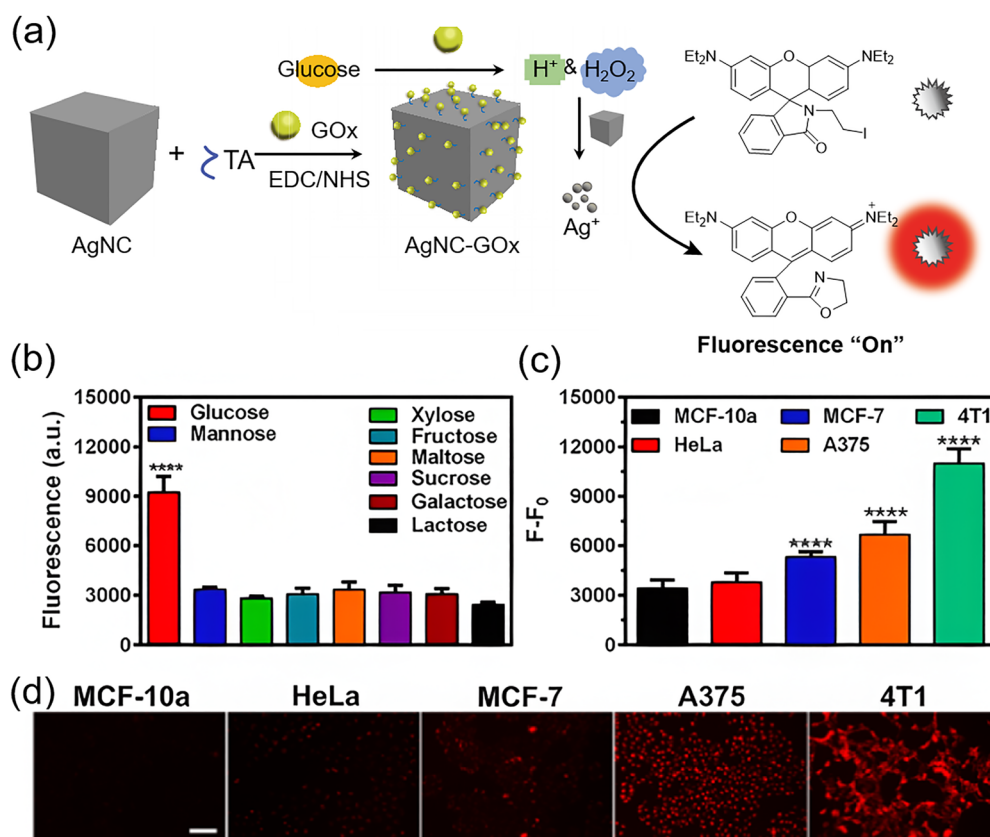 (a)
Glucose
H⁺ & H₂O₂
GOx
+ TA
EDC/NHS
AgNC
AgNC-GOx
Ag⁺
NEt₂ O NEt₂
N I
O
NEt₂ O N⁺Et₂
N
O
Fluorescence “On”
(b)
Fluorescence (a.u.)
15000
12000
9000
6000
3000
0
Glucose
Mannose
Xylose
Fructose
Maltose
Sucrose
Galactose
Lactose
****
(c)
F-F₀
15000
12000
9000
6000
3000
0
MCF-10a
HeLa
MCF-7
A375
4T1
****
****
****
(d)
MCF-10a HeLa MCF-7 A375 4T1